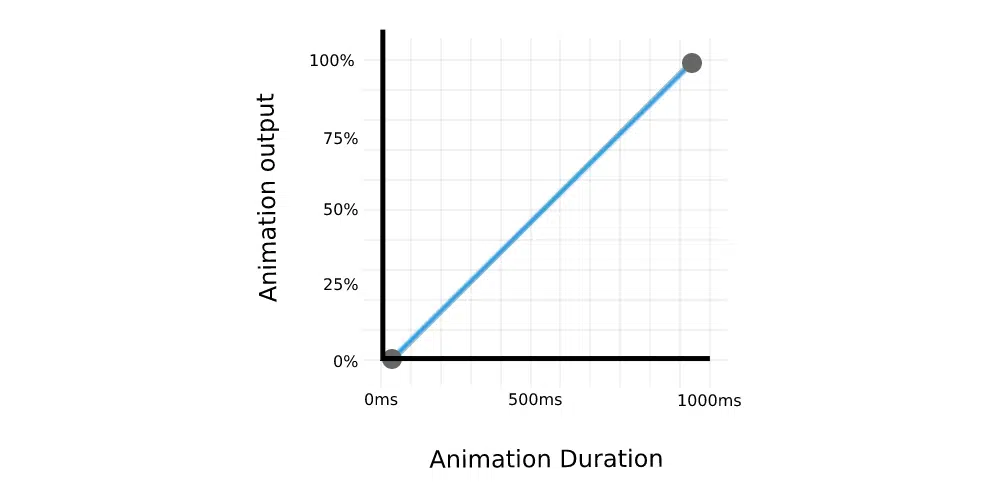 100%
75%
50%
25%
0%
Animation output
0ms
500ms
1000ms
Animation Duration